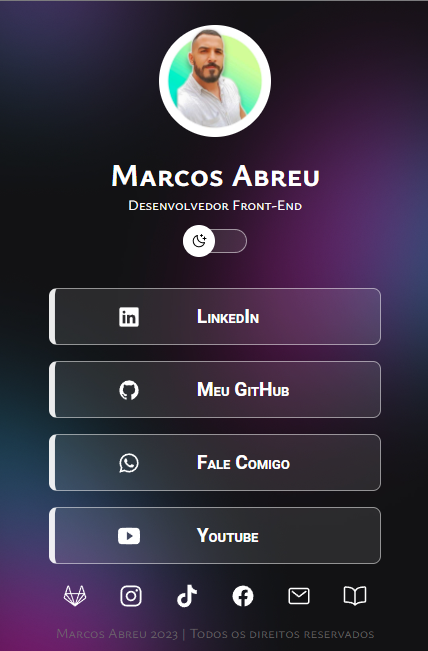 Marcos Abreu
Desenvolvedor Front-End
LinkedIn
Meu GitHub
Fale Comigo
Youtube
Marcos Abreu 2023 | Todos os direitos reservados